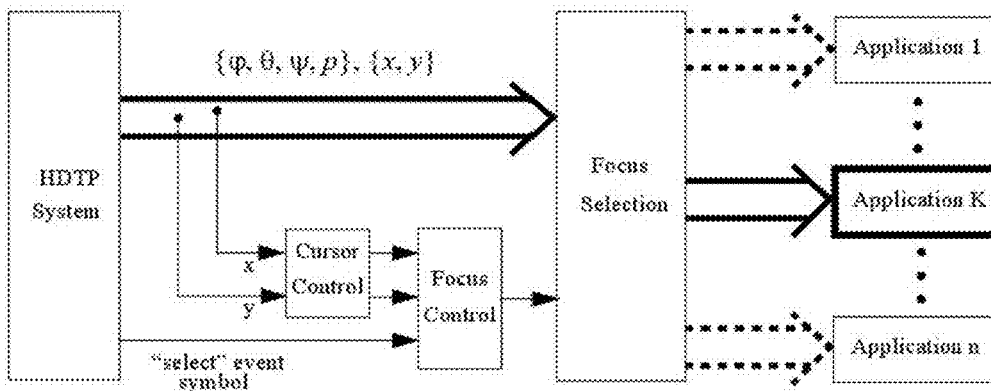 {φ, θ, ψ, p}, {x, y}
HDTP
System
x
y
Cursor
Control
Focus
Control
"select" event
symbol
Focus
Selection
Application 1
Application K
Application n